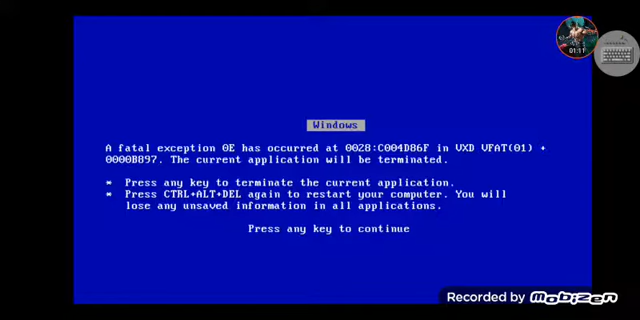 01:11
Windows
A fatal exception 0E has occurred at 0028:C004D86F in VXD VFAT(01) +
0000B897. The current application will be terminated.
* Press any key to terminate the current application.
* Press CTRL+ALT+DEL again to restart your computer. You will
lose any unsaved information in all applications.
Press any key to continue
Recorded by mobizen